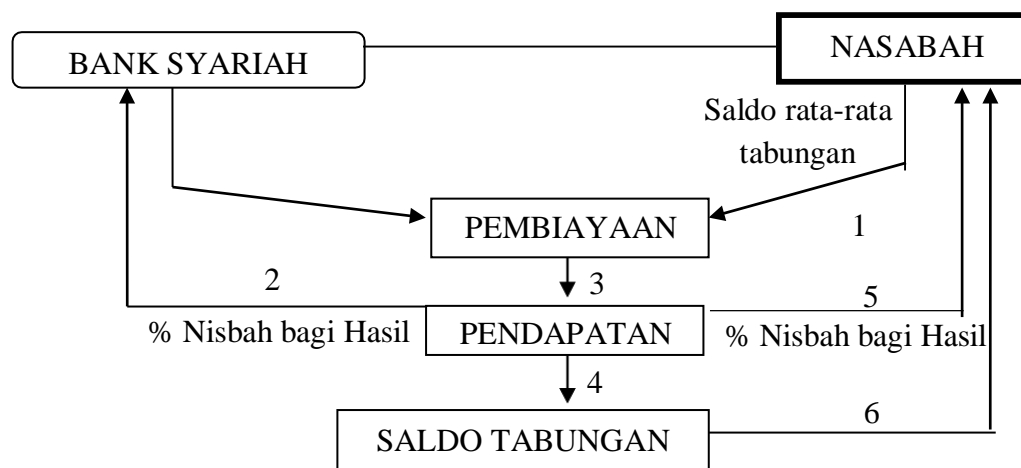 BANK SYARIAH
NASABAH
Saldo rata-rata
tabungan
PEMBIAYAAN
1
2
3
5
% Nisbah bagi Hasil
PENDAPATAN
% Nisbah bagi Hasil
4
6
SALDO TABUNGAN